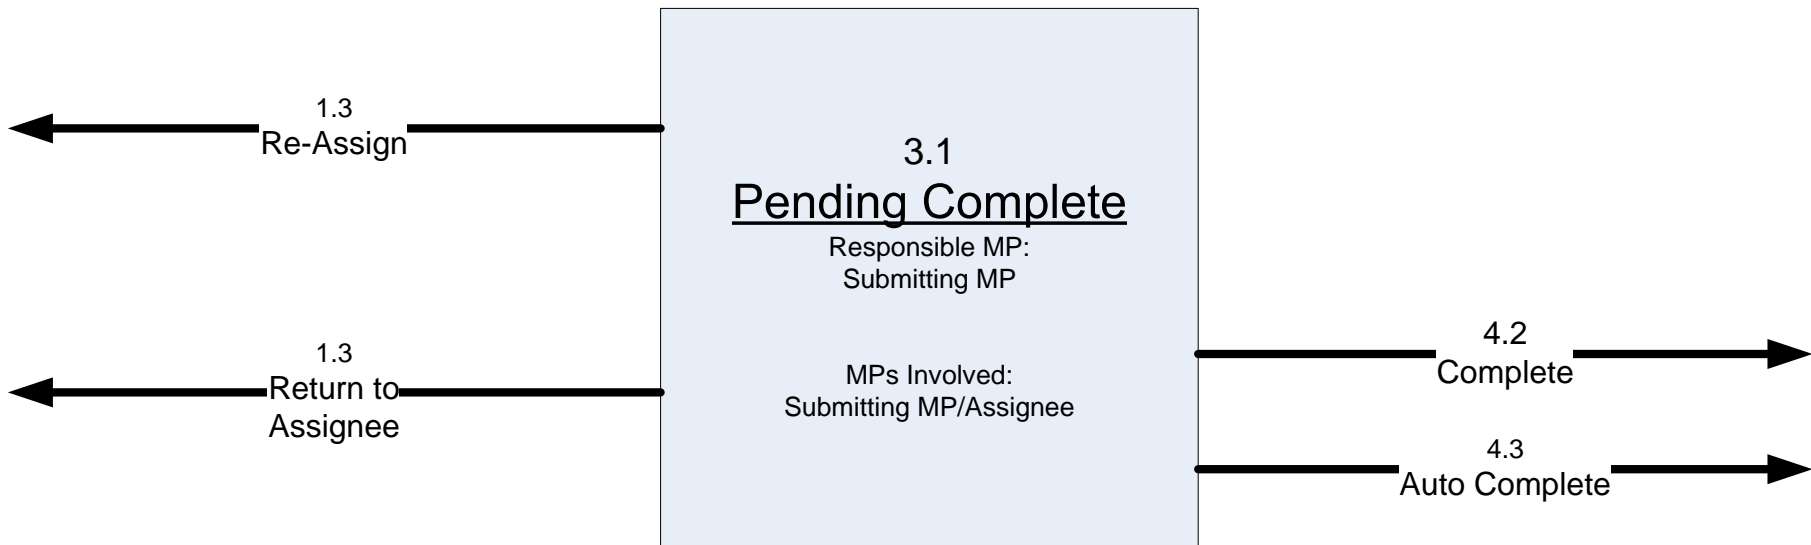 1.3
Re-Assign
3.1
Pending Complete
Responsible MP:
Submitting MP
1.3
Return to
Assignee
MPs Involved:
Submitting MP/Assignee
4.2
Complete
4.3
Auto Complete